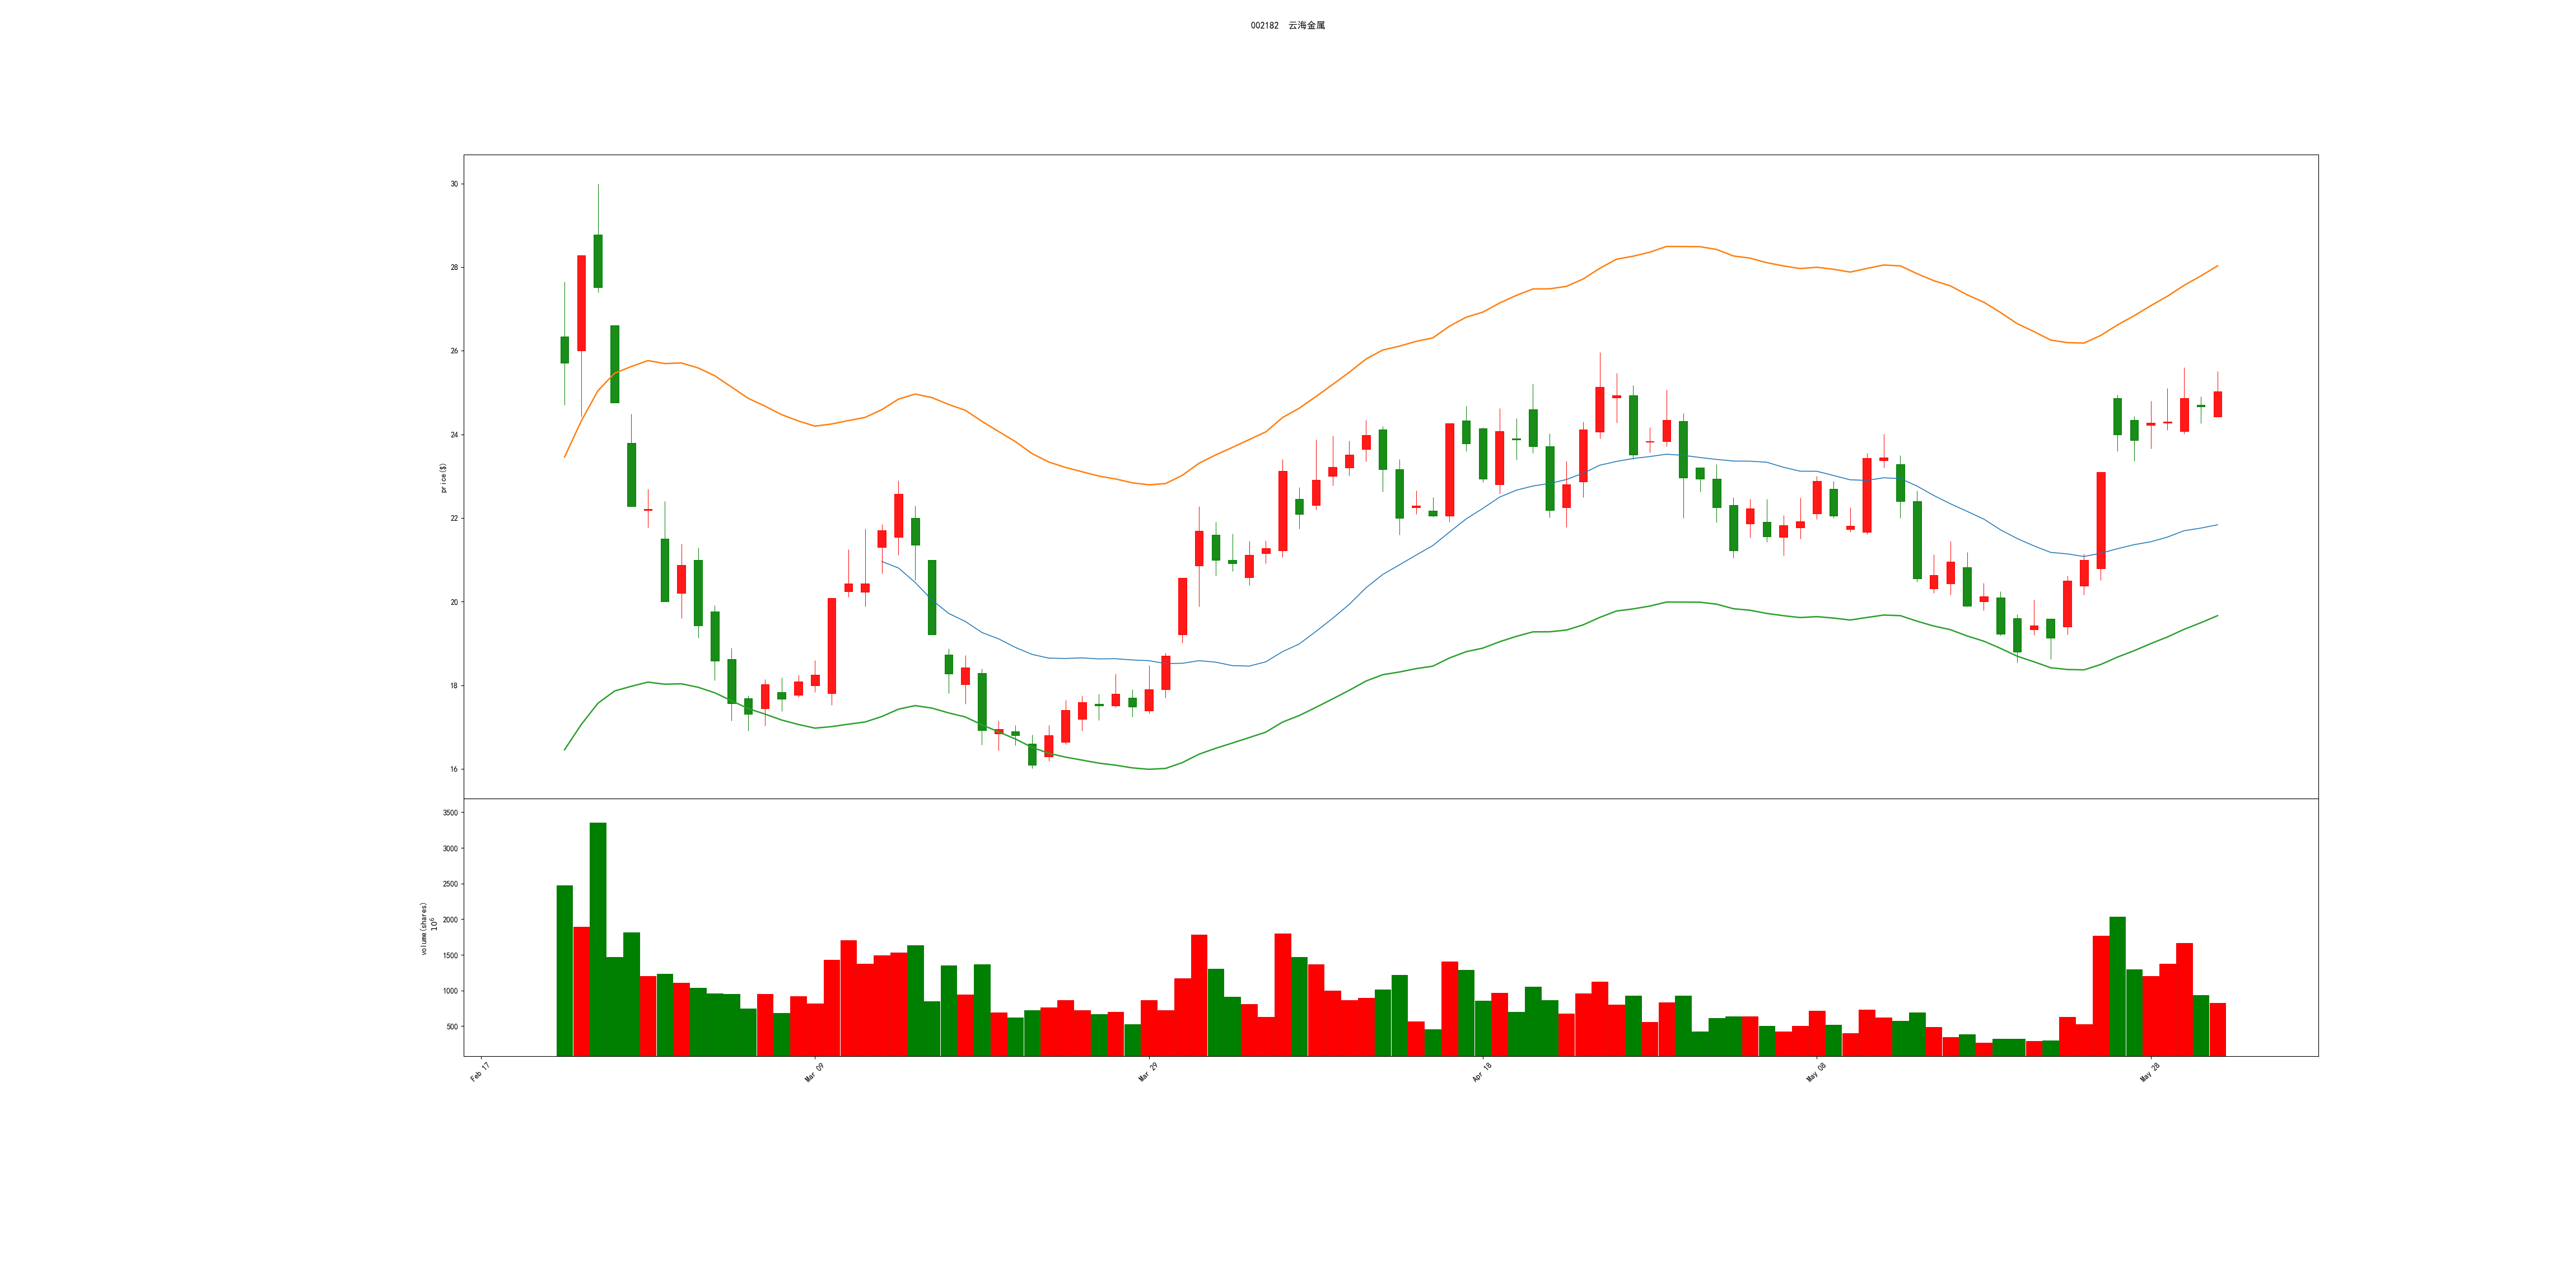 002182 云海金属
30
28
26
24
22
20
18
16
price($)
3500
3000
2500
2000
1500
1000
500
volume(shares)
10⁶
Feb 17
Mar 09
Mar 29
Apr 18
May 08
May 28